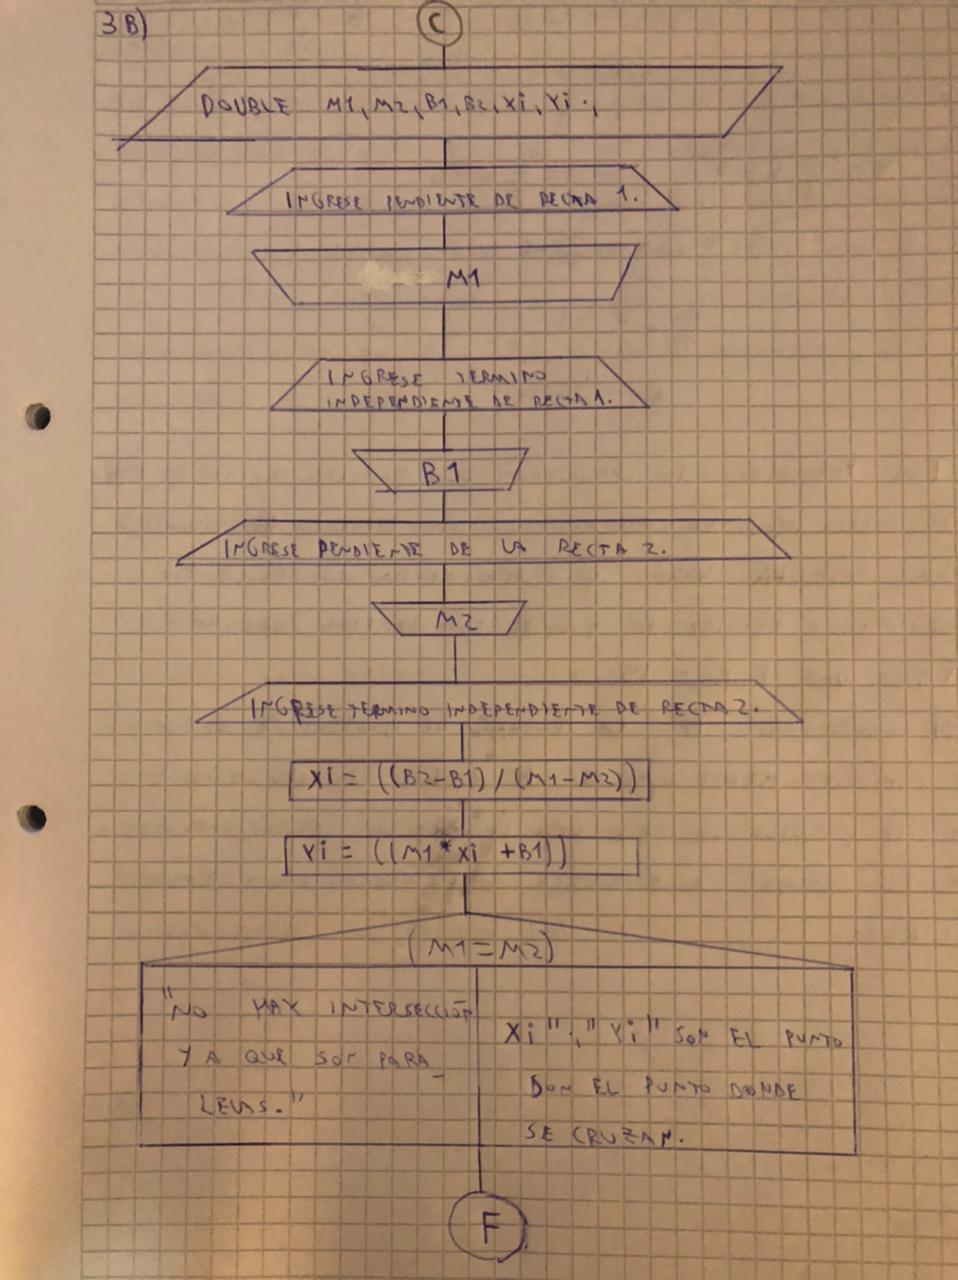 3B)
C
DOUBLE M1, M2, B1, B2, Xi, Yi.,
INGRESE PENDIENTE DE RECTA 1.
M1
INGRESE TERMINO
INDEPENDIENTE DE RECTA 1.
B1
INGRESE PENDIENTE DE LA RECTA 2.
M2
INGRESE TERMINO INDEPENDIENTE DE RECTA 2.
Xi = ((B2-B1) / (M1-M2))
Yi = ((M1*Xi +B1))
(M1=M2)
"NO HAY INTERSECCIÓN
YA QUE SON PARA_
LELAS."
Xi ";" Yi" SON EL PUNTO
SON EL PUNTO DONDE
SE CRUZAN.
F